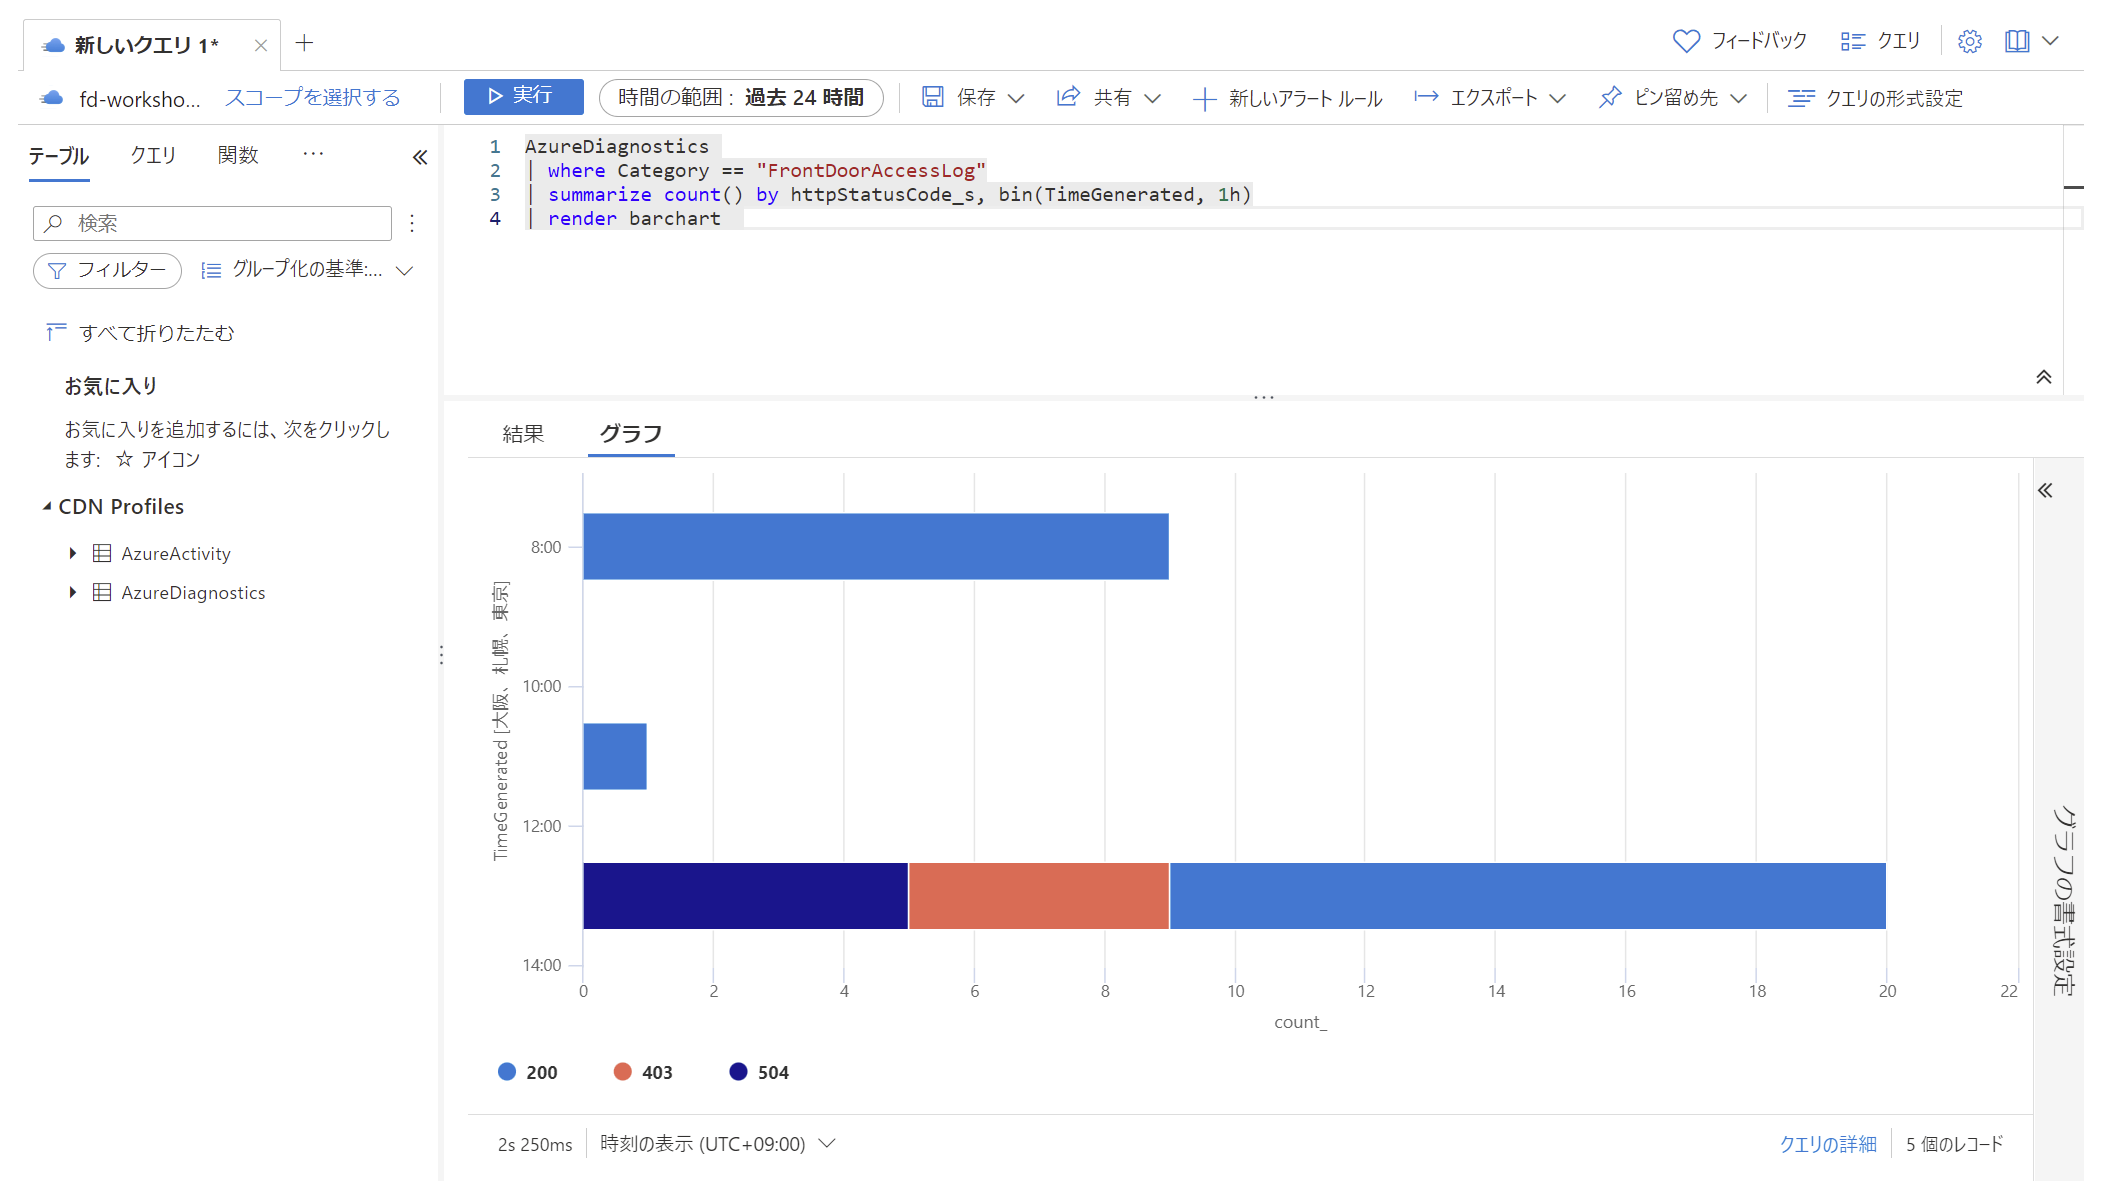 新しいクエリ 1*
フィードバック
クエリ
fd-worksho...
スコープを選択する
実行
時間の範囲 : 過去 24 時間
保存
共有
新しいアラート ルール
エクスポート
ピン留め先
クエリの形式設定
テーブル
クエリ
関数
...
検索
フィルター
グループ化の基準:...
すべて折りたたむ
お気に入り
お気に入りを追加するには、次をクリックし
ます: ☆ アイコン
CDN Profiles
AzureActivity
AzureDiagnostics
1 AzureDiagnostics
2 | where Category == "FrontDoorAccessLog"
3 | summarize count() by httpStatusCode_s, bin(TimeGenerated, 1h)
4 | render barchart
結果
グラフ
TimeGenerated [大阪、札幌、東京]
8:00
10:00
12:00
14:00
0 2 4 6 8 10 12 14 16 18 20 22
count_
200 403 504
グラフの書式設定
2s 250ms
時刻の表示 (UTC+09:00)
クエリの詳細
5 個のレコード